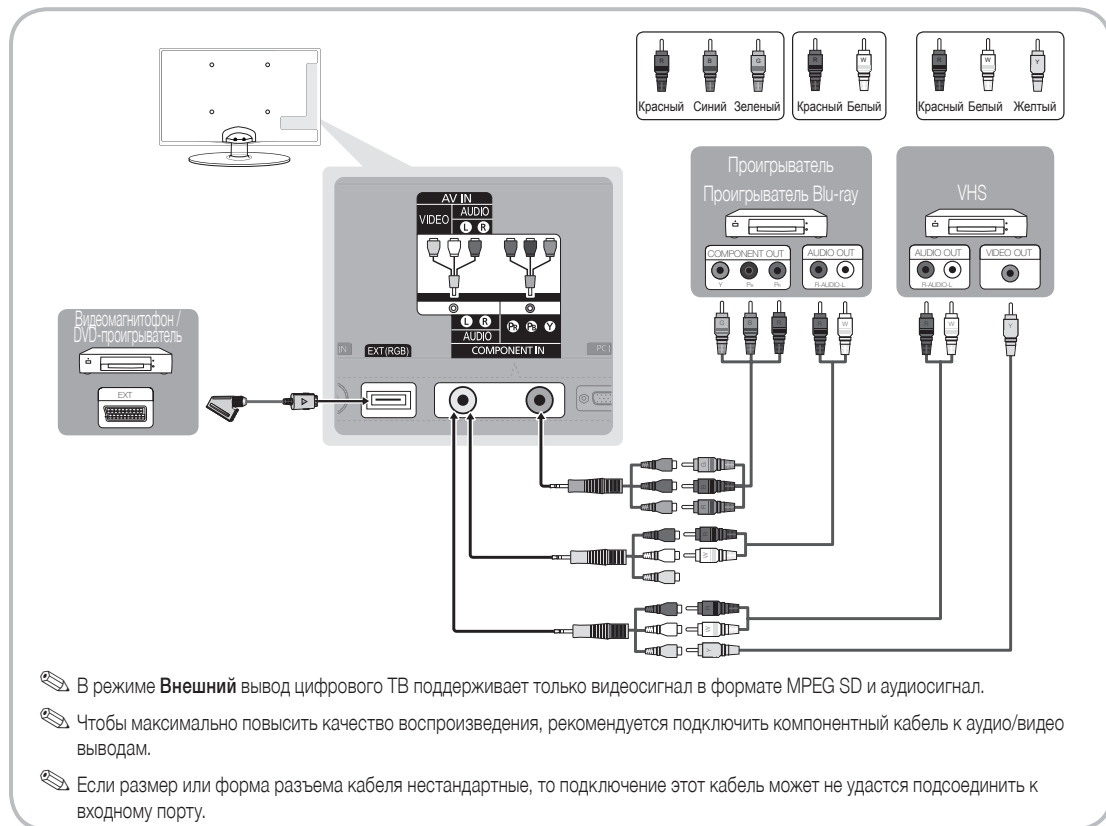 R B G
R W
R W Y
Красный Синий Зеленый
Красный Белый
Красный Белый Желтый
Проигрыватель
Проигрыватель Blu-ray
COMPONENT OUT
AUDIO OUT
Y PB PR
R-AUDIO-L
VHS
AUDIO OUT
VIDEO OUT
R-AUDIO-L
AV IN
VIDEO
AUDIO
L R
L R
AUDIO
PR PB Y
COMPONENT IN
IN
EXT (RGB)
PC I
Видеомагнитофон /
DVD-проигрыватель
EXT
G B R
R W
R W
Y
G
B
R
R
W
R
W
Y
В режиме Внешний вывод цифрового ТВ поддерживает только видеосигнал в формате MPEG SD и аудиосигнал.
Чтобы максимально повысить качество воспроизведения, рекомендуется подключить компонентный кабель к аудио/видео
выводам.
Если размер или форма разъема кабеля нестандартные, то подключение этот кабель может не удастся подсоединить к
входному порту.